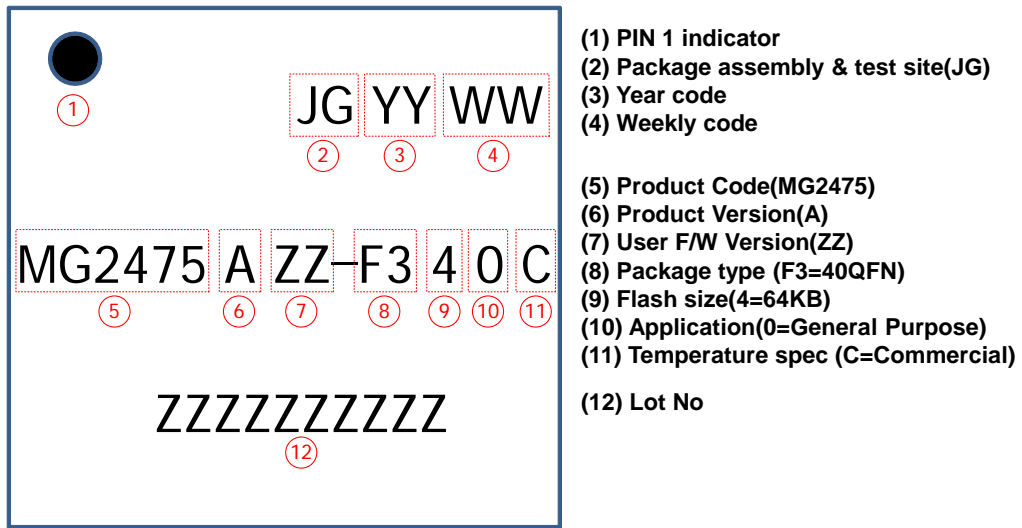 JG YY WW
1
2 3 4
MG2475 A ZZ-F3 4 0 C
5 6 7 8 9 10 11
ZZZZZZZZZZ
12
(1) PIN 1 indicator
(2) Package assembly & test site(JG)
(3) Year code
(4) Weekly code
(5) Product Code(MG2475)
(6) Product Version(A)
(7) User F/W Version(ZZ)
(8) Package type (F3=40QFN)
(9) Flash size(4=64KB)
(10) Application(0=General Purpose)
(11) Temperature spec (C=Commercial)
(12) Lot No